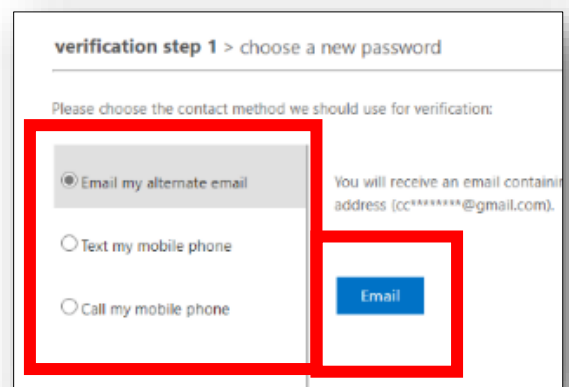 verification step 1 > choose a new password
Please choose the contact method we should use for verification:
Email my alternate email
You will receive an email
address (cc********@gmail.com).
Text my mobile phone
Email
Call my mobile phone